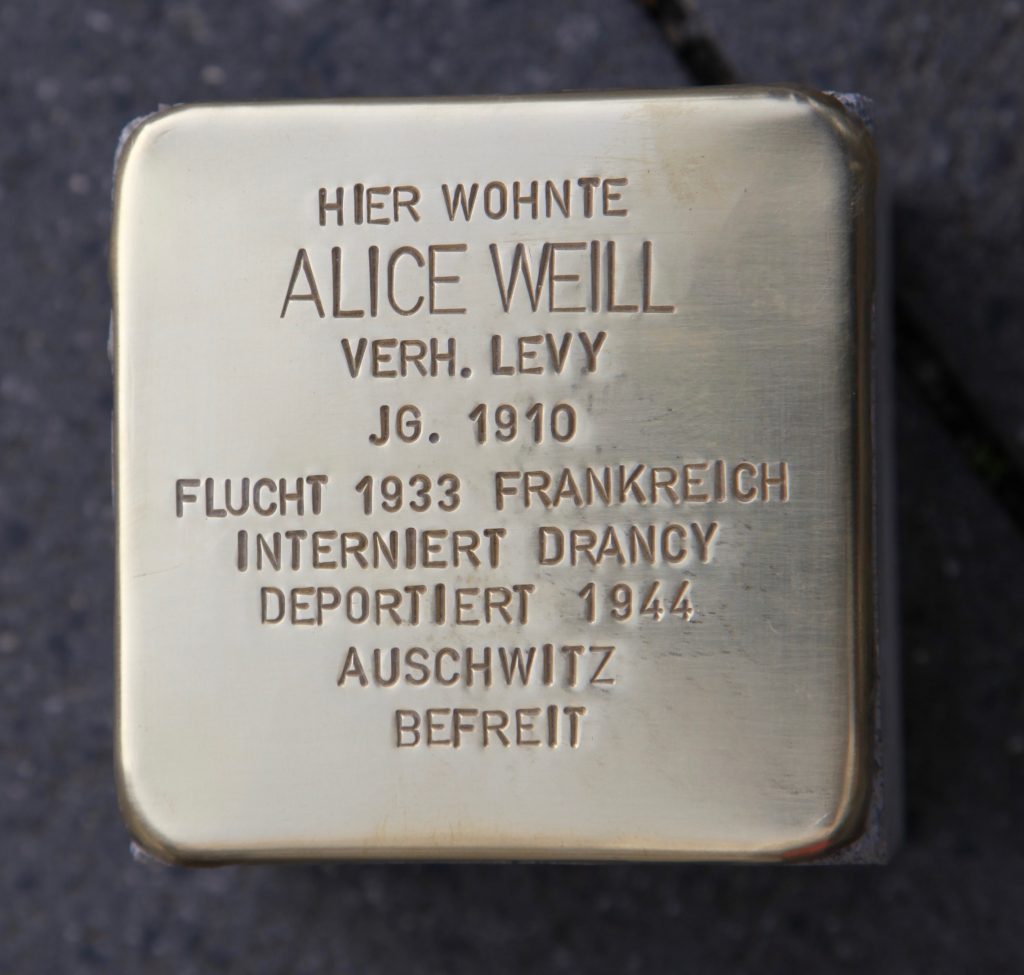 HIER WOHNTE
ALICE WEILL
VERH. LEVY
JG. 1910
FLUCHT 1933 FRANKREICH
INTERNIERT DRANCY
DEPORTIERT 1944
AUSCHWITZ
BEFREIT